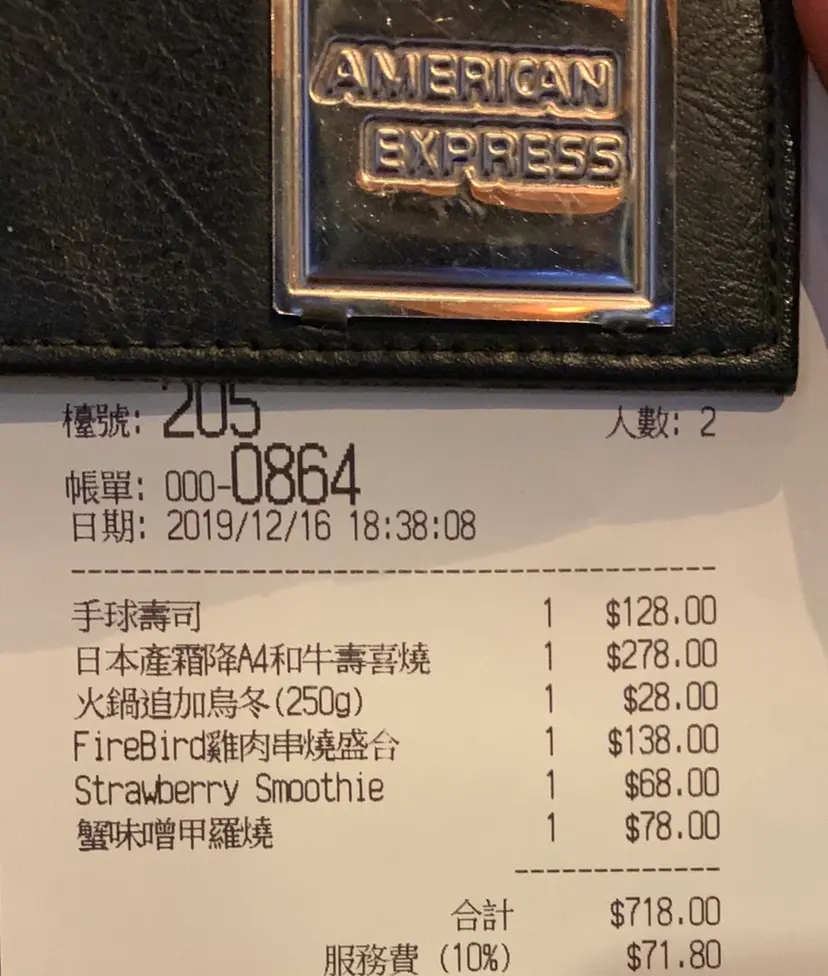 AMERICAN
EXPRESS
檯號: 205 人數: 2
帳單: 000-0864
日期: 2019/12/16 18:38:08
手球壽司 1 $128.00
日本產霜降A4和牛壽喜燒 1 $278.00
火鍋追加烏冬(250g) 1 $28.00
FireBird雞肉串燒盛合 1 $138.00
Strawberry Smoothie 1 $68.00
蟹味噌甲羅燒 1 $78.00
合計 $718.00
服務費 (10%) $71.80